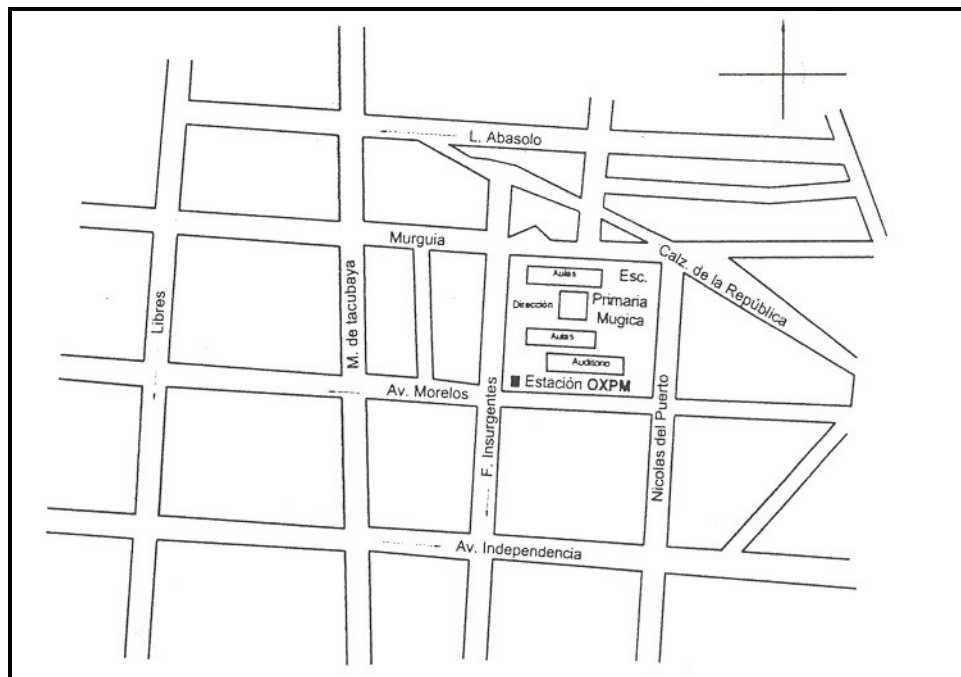 L. Abasolo
Murguia
Calz. de la República
Aulas
Esc.
Dirección
Primaria
Mugica
Aulas
Auditorio
Estación OXPM
Libres
M. de tacubaya
Av. Morelos
F. Insurgentes
Nicolas del Puerto
Av. Independencia